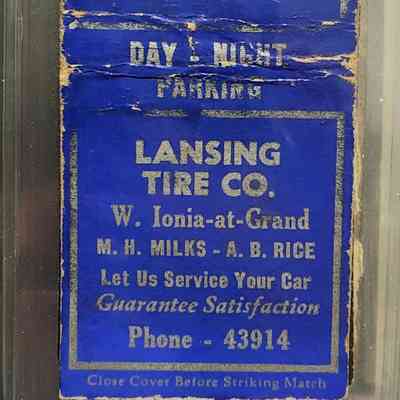 DAY - NIGHT
PARKING
LANSING
TIRE CO.
W. Ionia-at-Grand
M. H. MILKS - A. B. RICE
Let Us Service Your Car
Guarantee Satisfaction
Phone - 43914
Close Cover Before Striking Match